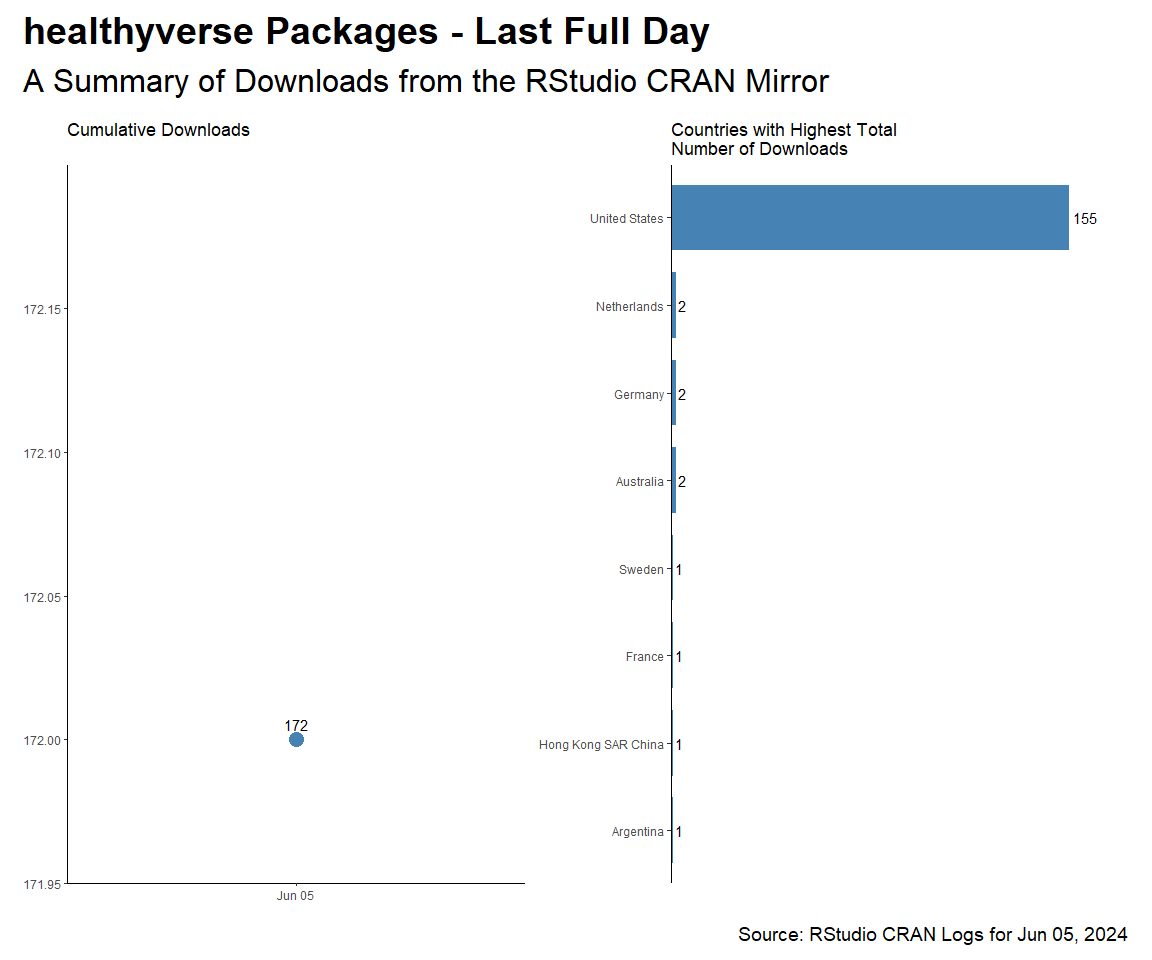 healthyverse Packages - Last Full Day
A Summary of Downloads from the RStudio CRAN Mirror
Cumulative Downloads
172.15
172.10
172.05
172.00
171.95
172
Jun 05
Countries with Highest Total
Number of Downloads
United States 155
Netherlands 2
Germany 2
Australia 2
Sweden 1
France 1
Hong Kong SAR China 1
Argentina 1
Source: RStudio CRAN Logs for Jun 05, 2024